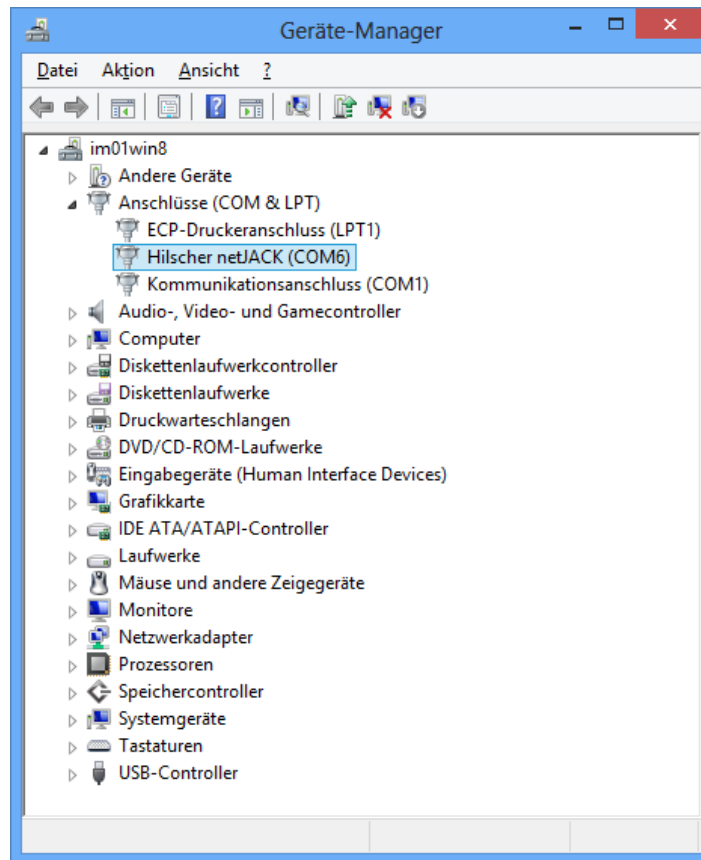 Geräte-Manager
Datei Aktion Ansicht ?
im01win8
Andere Geräte
Anschlüsse (COM & LPT)
ECP-Druckeranschluss (LPT1)
Hilscher netJACK (COM6)
Kommunikationsanschluss (COM1)
Audio-, Video- und Gamecontroller
Computer
Diskettenlaufwerkcontroller
Diskettenlaufwerke
Druckwarteschlangen
DVD/CD-ROM-Laufwerke
Eingabegeräte (Human Interface Devices)
Grafikkarte
IDE ATA/ATAPI-Controller
Laufwerke
Mäuse und andere Zeigegeräte
Monitore
Netzwerkadapter
Prozessoren
Speichercontroller
Systemgeräte
Tastaturen
USB-Controller